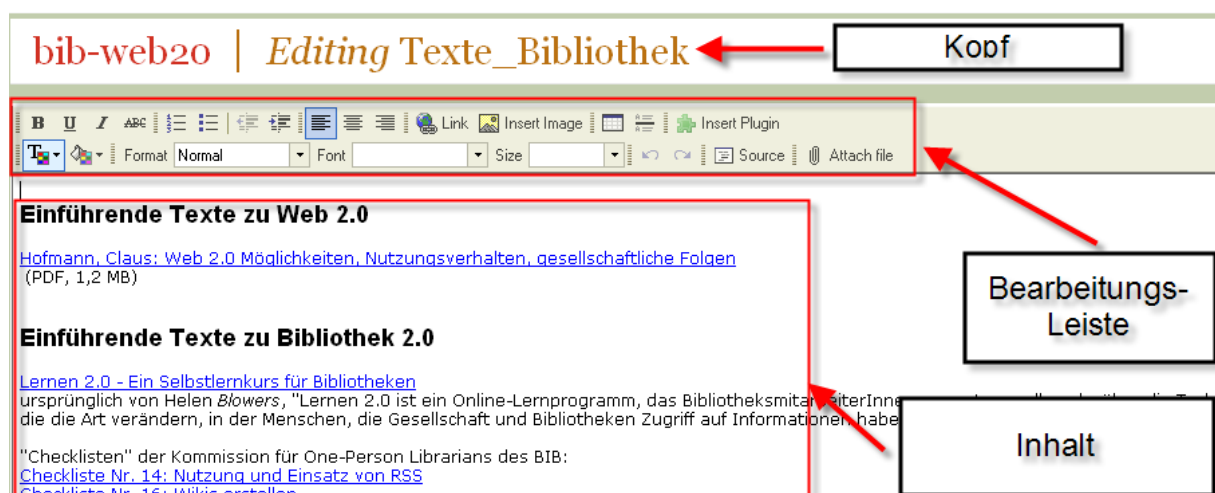 bib-web20 | Editing Texte_Bibliothek
Kopf
B U I ABC Link Insert Image Insert Plugin
Format Normal Font Size Source Attach file
Einführende Texte zu Web 2.0
Hofmann, Claus: Web 2.0 Möglichkeiten, Nutzungsverhalten, gesellschaftliche Folgen
(PDF, 1,2 MB)
Bearbeitungs-
Leiste
Einführende Texte zu Bibliothek 2.0
Lernen 2.0 - Ein Selbstlernkurs für Bibliotheken
ursprünglich von Helen Blowers, "Lernen 2.0 ist ein Online-Lernprogramm, das
die die Art verändern, in der Menschen, die Gesellschaft und Bibliotheken Zugriff auf Informationen habe
Inhalt
"Checklisten" der Kommission für One-Person Librarians des BIB:
Checkliste Nr. 14: Nutzung und Einsatz von RSS
Checkliste Nr. 16: Wikis erstellen